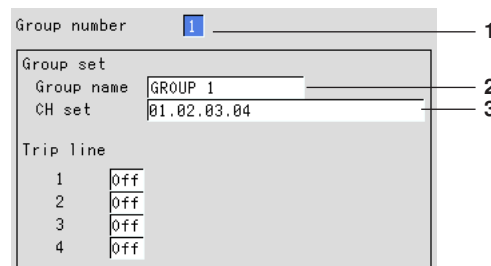 Group number 1 1
Group set
Group name GROUP 1 2
CH set 01.02.03.04 3
Trip line
1 Off
2 Off
3 Off
4 Off